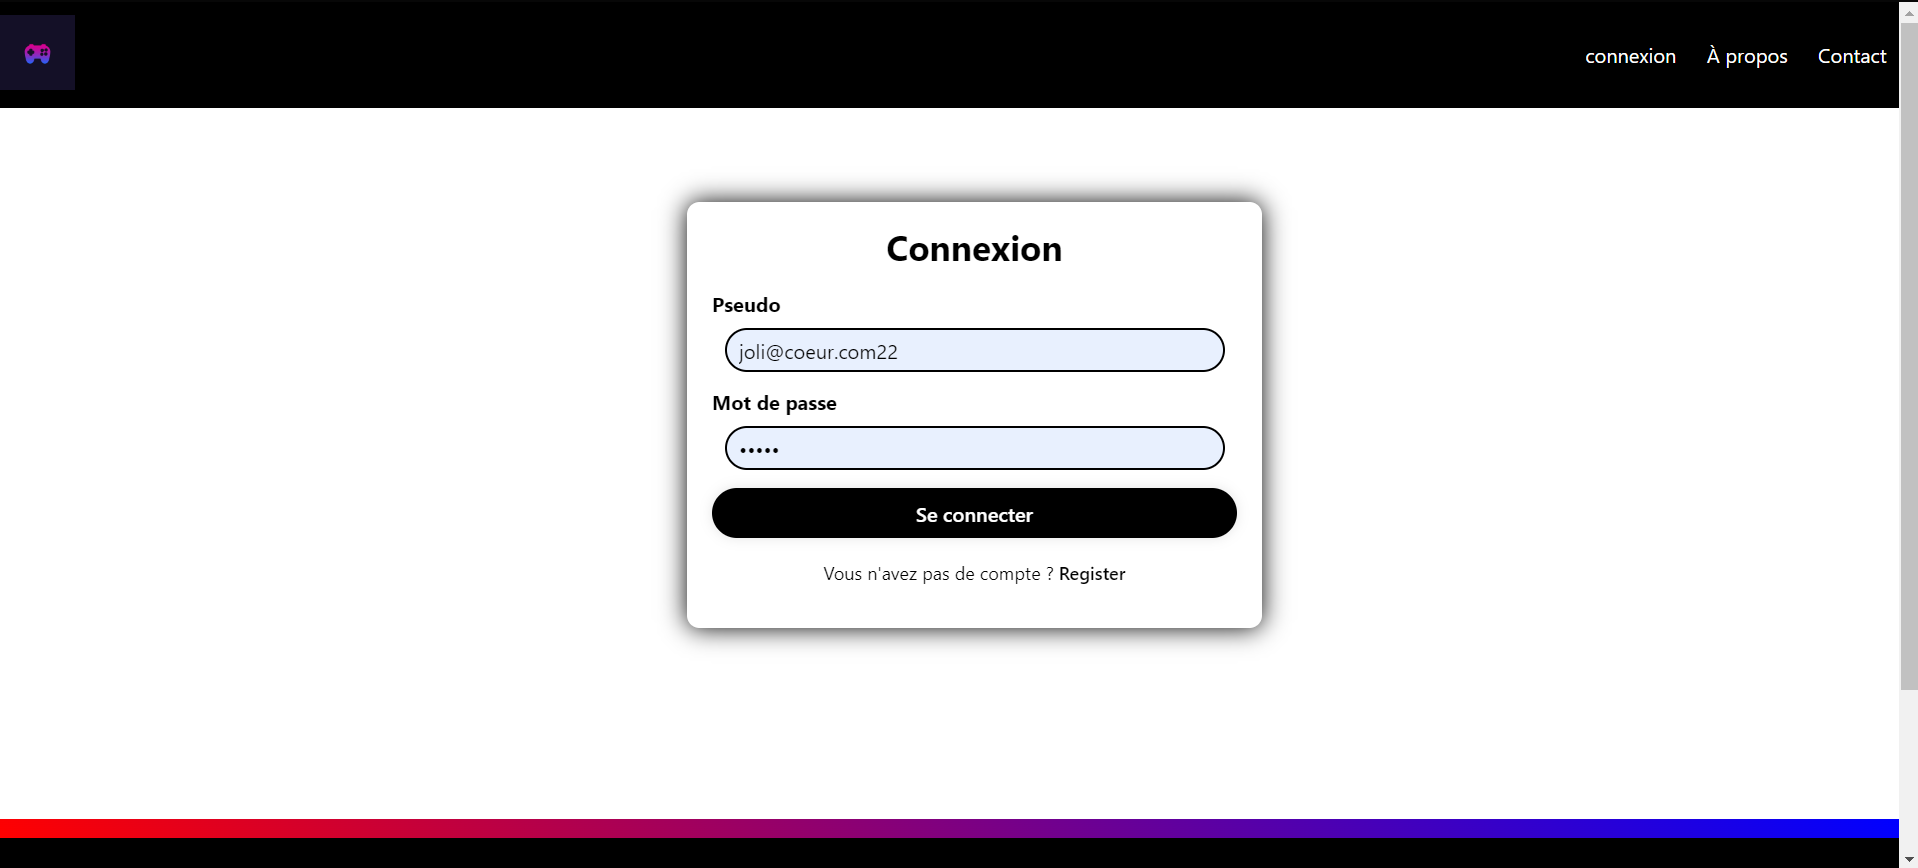 connexion À propos Contact
Connexion
Pseudo
joli@coeur.com22
Mot de passe
•••••
Se connecter
Vous n'avez pas de compte ? Register